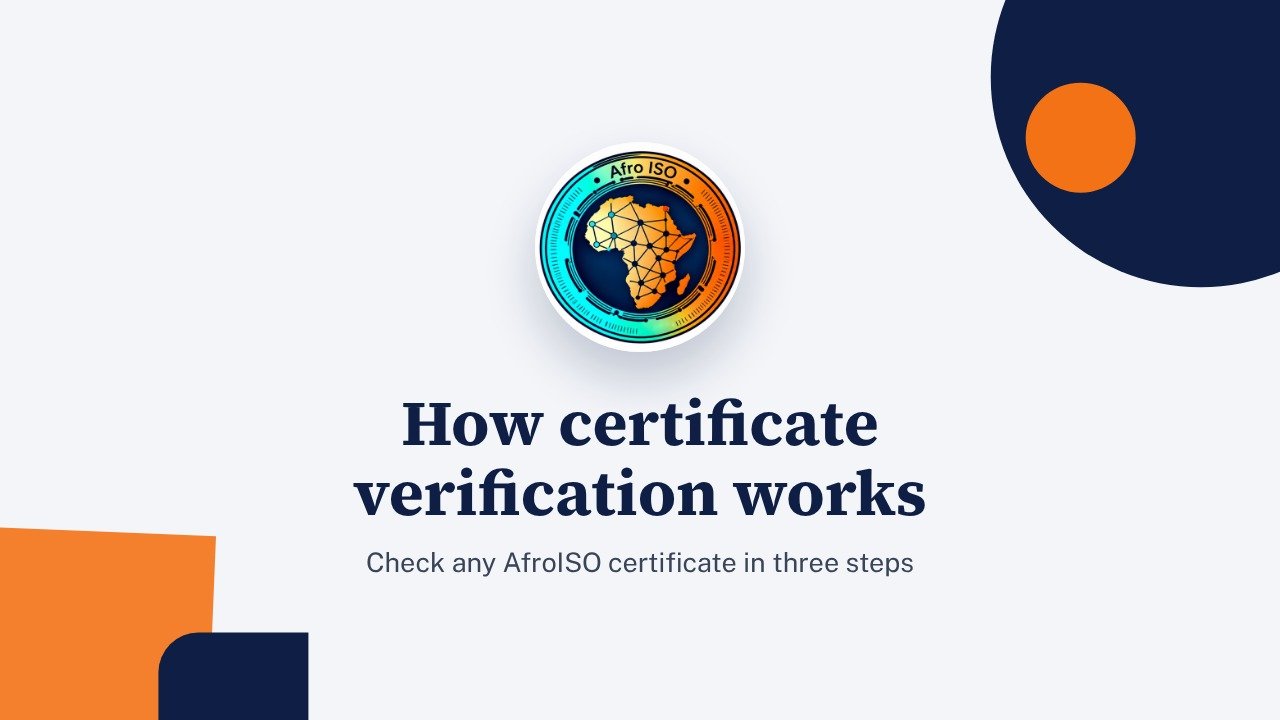 Afro ISO
How certificate
verification works
Check any AfroISO certificate in three steps